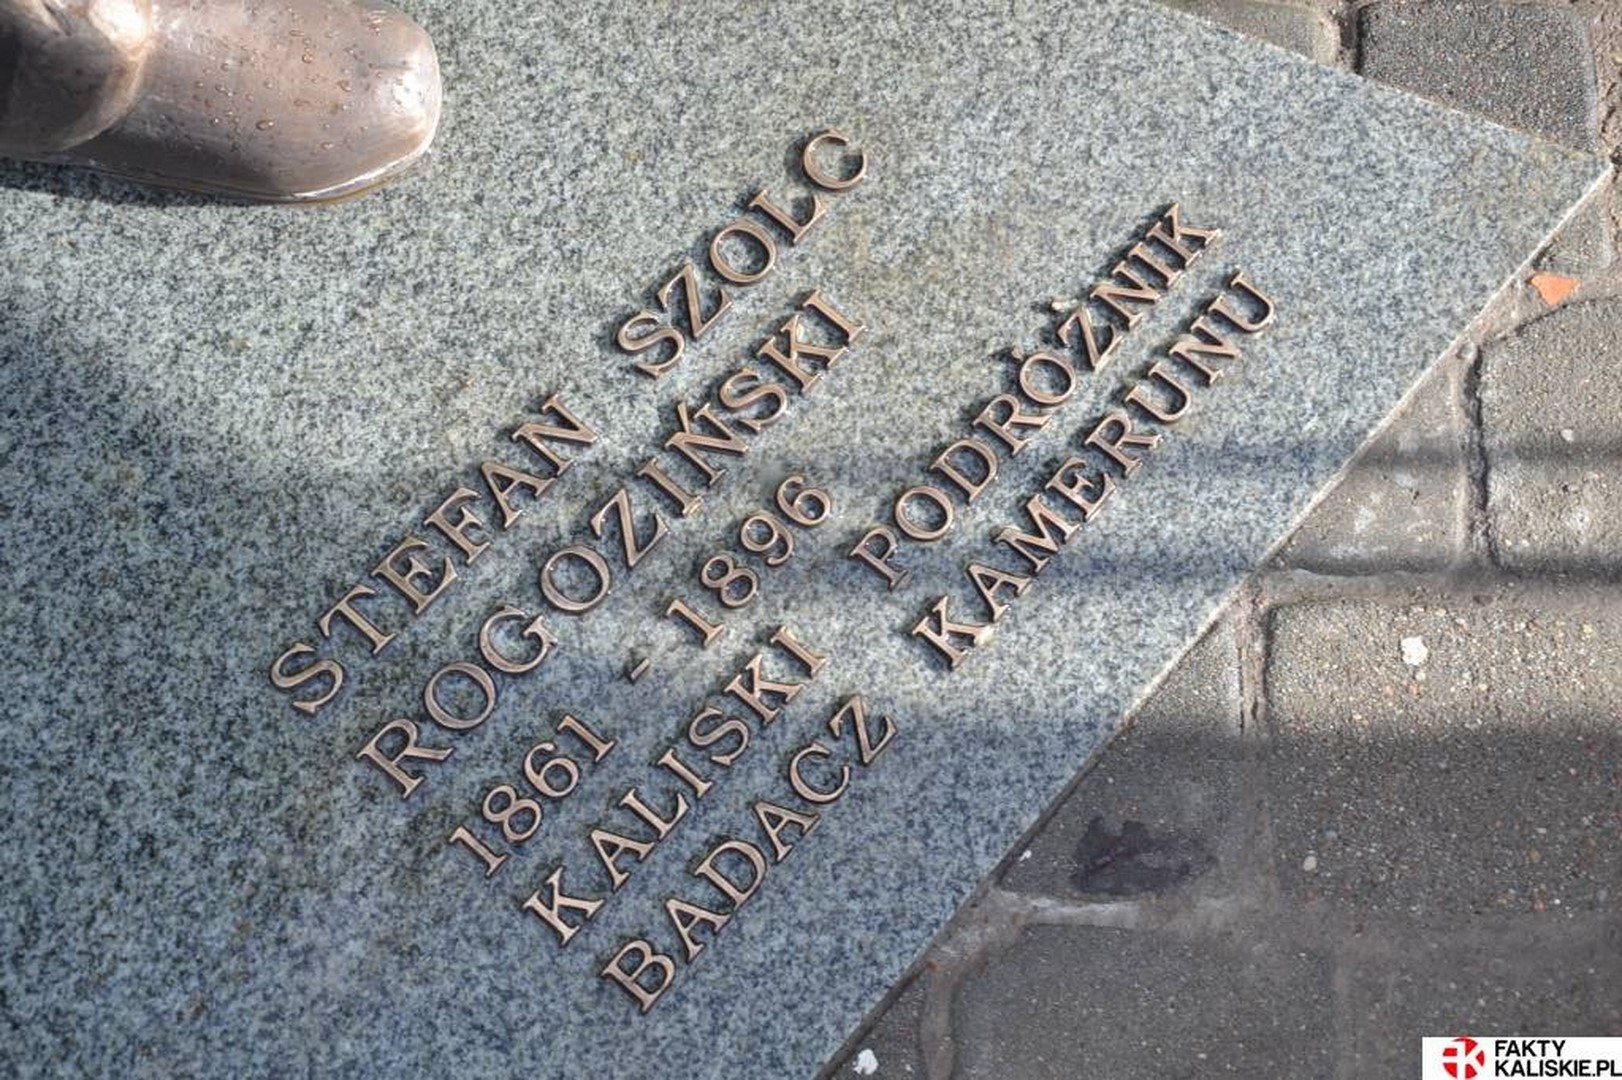 STEFAN SZOLC
ROGOZIŃSKI
1861 - 1896
KALISKI PODRÓŻNIK
BADACZ KAMERUNU
FAKTY
KALISKIE.PL